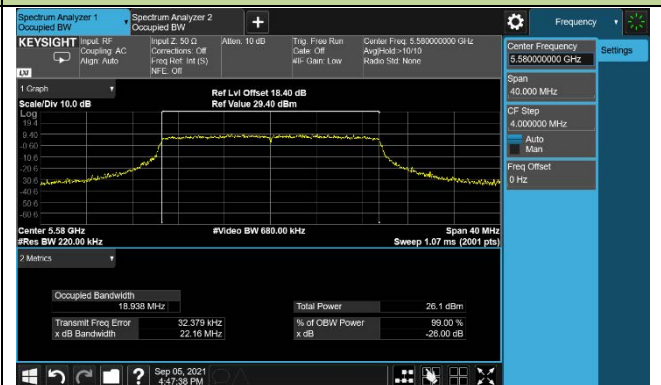 Spectrum Analyzer 1
Occupied BW
Spectrum Analyzer 2
Occupied BW
+
Frequency
KEYSIGHT
Input: RF
Coupling: AC
Align: Auto
LXI
Input Z: 50 Ω
Corrections: Off
Freq Ref: Int (S)
NFE: Off
Atten: 10 dB
Trig: Free Run
Gate: Off
#IF Gain: Low
Center Freq: 5.580000000 GHz
Avg|Hold:>10/10
Radio Std: None
Center Frequency
5.580000000 GHz
Settings
Span
40.000 MHz
CF Step
4.000000 MHz
Auto
Man
Freq Offset
0 Hz
1 Graph
Scale/Div 10.0 dB
Ref Lvl Offset 18.40 dB
Ref Value 29.40 dBm
Log
19.4
9.40
-0.60
-10.6
-20.6
-30.6
-40.6
-50.6
-60.6
Center 5.58 GHz
#Res BW 220.00 kHz
#Video BW 680.00 kHz
Span 40 MHz
Sweep 1.07 ms (2001 pts)
2 Metrics
Occupied Bandwidth
18.938 MHz
Total Power 26.1 dBm
Transmit Freq Error 32.379 kHz
% of OBW Power 99.00 %
x dB Bandwidth 22.16 MHz
x dB -26.00 dB
?
Sep 05, 2021
4:47:38 PM